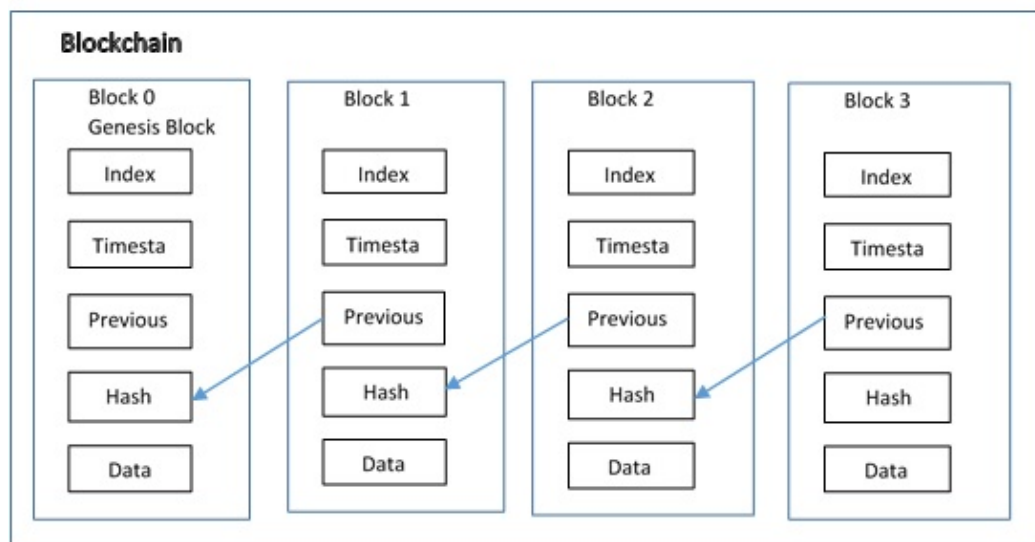 Blockchain
Block 0
Genesis Block
Index
Timesta
Previous
Hash
Data
Block 1
Index
Timesta
Previous
Hash
Data
Block 2
Index
Timesta
Previous
Hash
Data
Block 3
Index
Timesta
Previous
Hash
Data